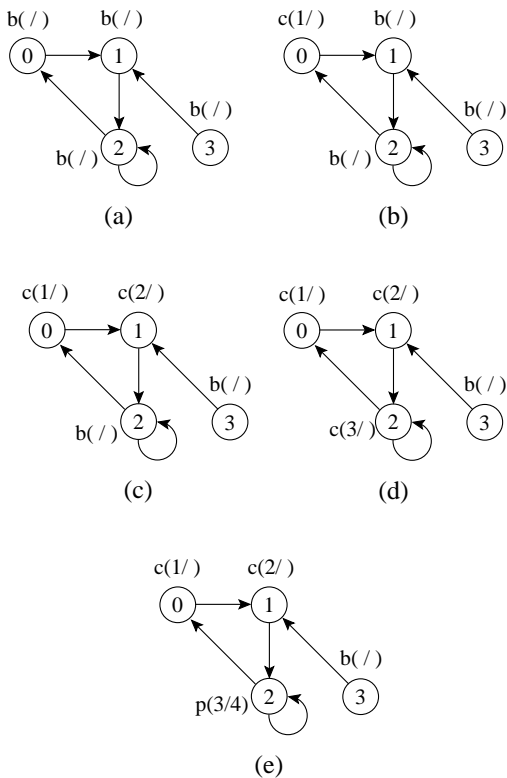 b( / ) b( / )
0 1
b( / )
2 3
b( / )
(a)
c(1/ ) b( / )
0 1
b( / )
2 3
b( / )
(b)
c(1/ ) c(2/ )
0 1
b( / )
2 3
b( / )
(c)
c(1/ ) c(2/ )
0 1
b( / )
2 3
c(3/ )
(d)
c(1/ ) c(2/ )
0 1
b( / )
2 3
p(3/4)
(e)